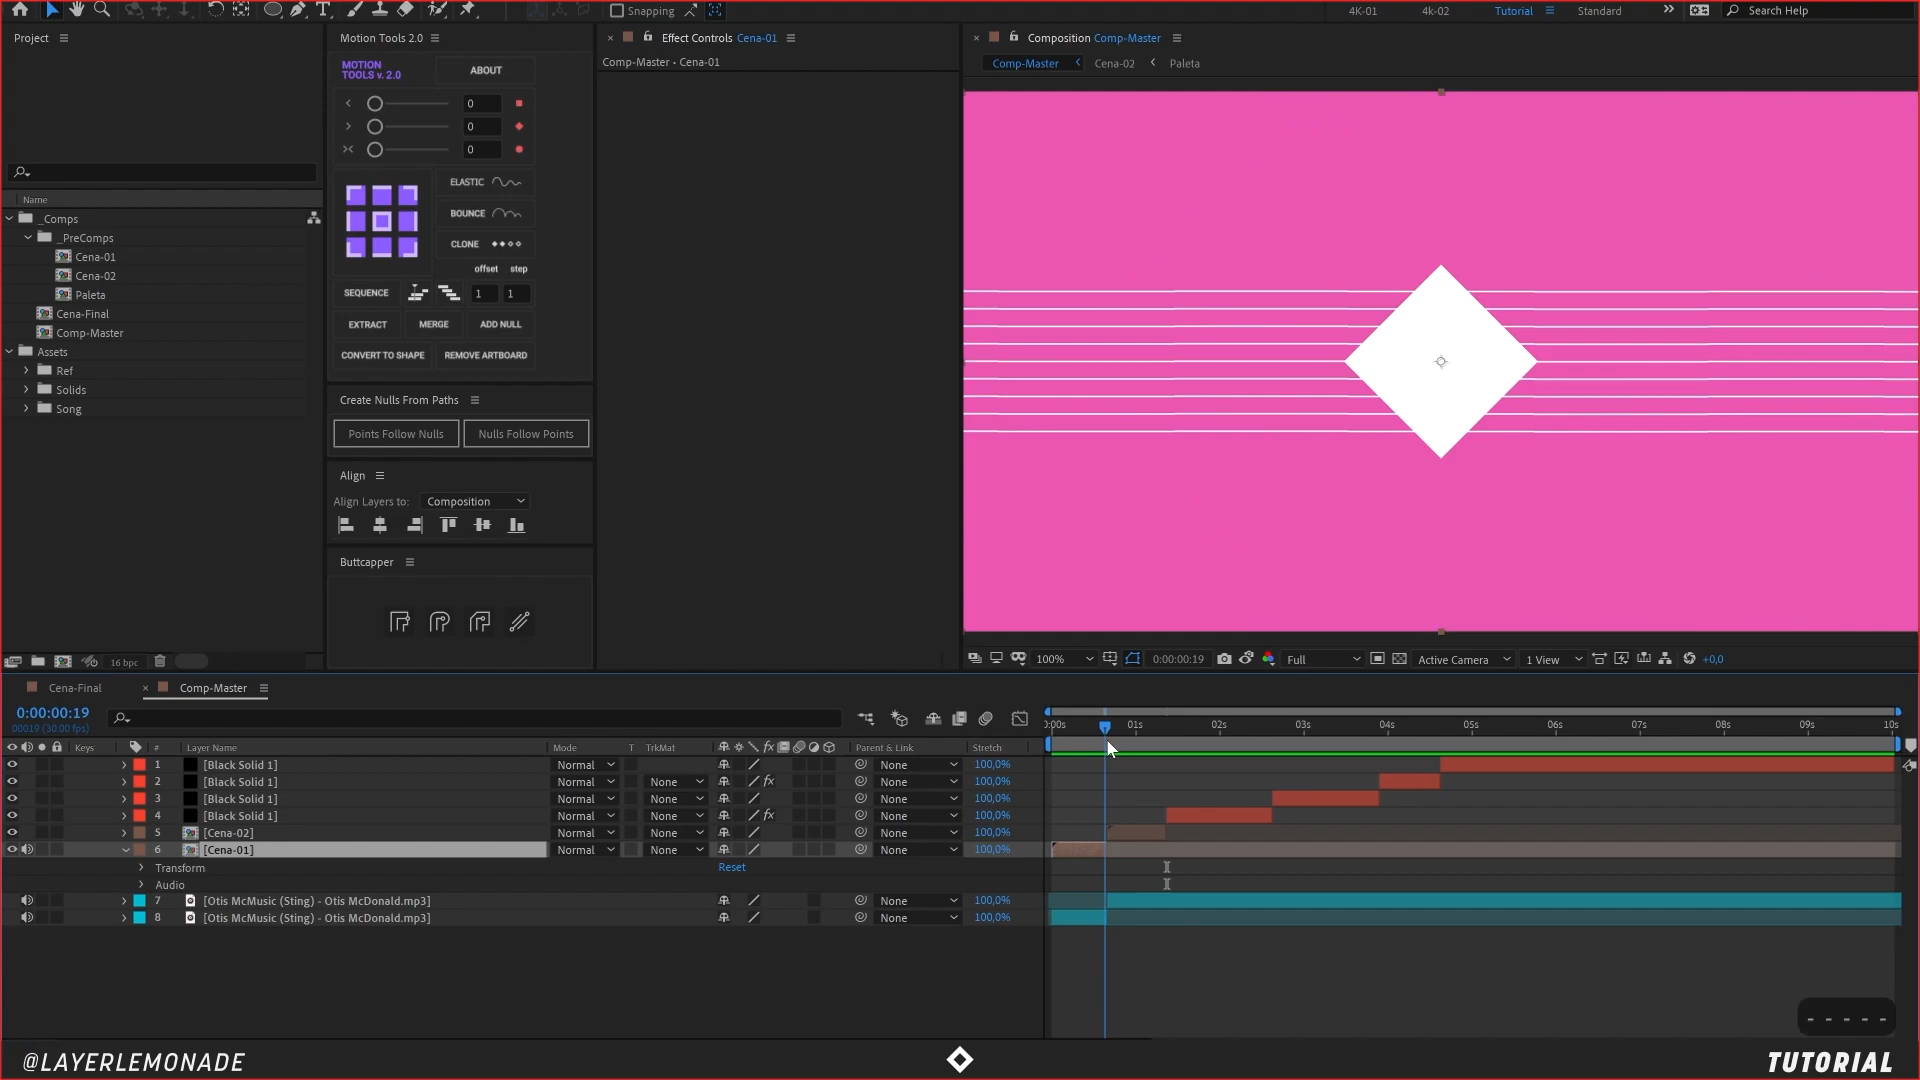 Snapping
4K-01
4k-02
Tutorial
Standard
Search Help
Project
Motion Tools 2.0
Effect Controls Cena-01
Composition Comp-Master
Comp-Master • Cena-01
Comp-Master
Cena-02
Paleta
MOTION
TOOLS v. 2.0
ABOUT
0
0
0
ELASTIC
BOUNCE
CLONE
offset step
SEQUENCE
1
1
EXTRACT
MERGE
ADD NULL
CONVERT TO SHAPE
REMOVE ARTBOARD
Name
_Comps
_PreComps
Cena-01
Cena-02
Paleta
Cena-Final
Comp-Master
Assets
Ref
Solids
Song
Create Nulls From Paths
Points Follow Nulls
Nulls Follow Points
Align
Align Layers to:
Composition
Buttcapper
16 bpc
100%
0:00:00:19
Full
Active Camera
1 View
+0,0
Cena-Final
Comp-Master
0:00:00:19
00019 (30.00 fps)
:00s 01s 02s 03s 04s 05s 06s 07s 08s 09s 10s
Keys # Layer Name Mode T TrkMat fx Parent & Link Stretch
1 [Black Solid 1] Normal None 100,0%
2 [Black Solid 1] Normal None fx None 100,0%
3 [Black Solid 1] Normal None None 100,0%
4 [Black Solid 1] Normal None fx None 100,0%
5 [Cena-02] Normal None None 100,0%
6 [Cena-01] Normal None None 100,0%
Transform Reset
Audio
7 [Otis McMusic (Sting) - Otis McDonald.mp3] None 100,0%
8 [Otis McMusic (Sting) - Otis McDonald.mp3] None 100,0%
- - - - -
@LAYERLEMONADE
TUTORIAL